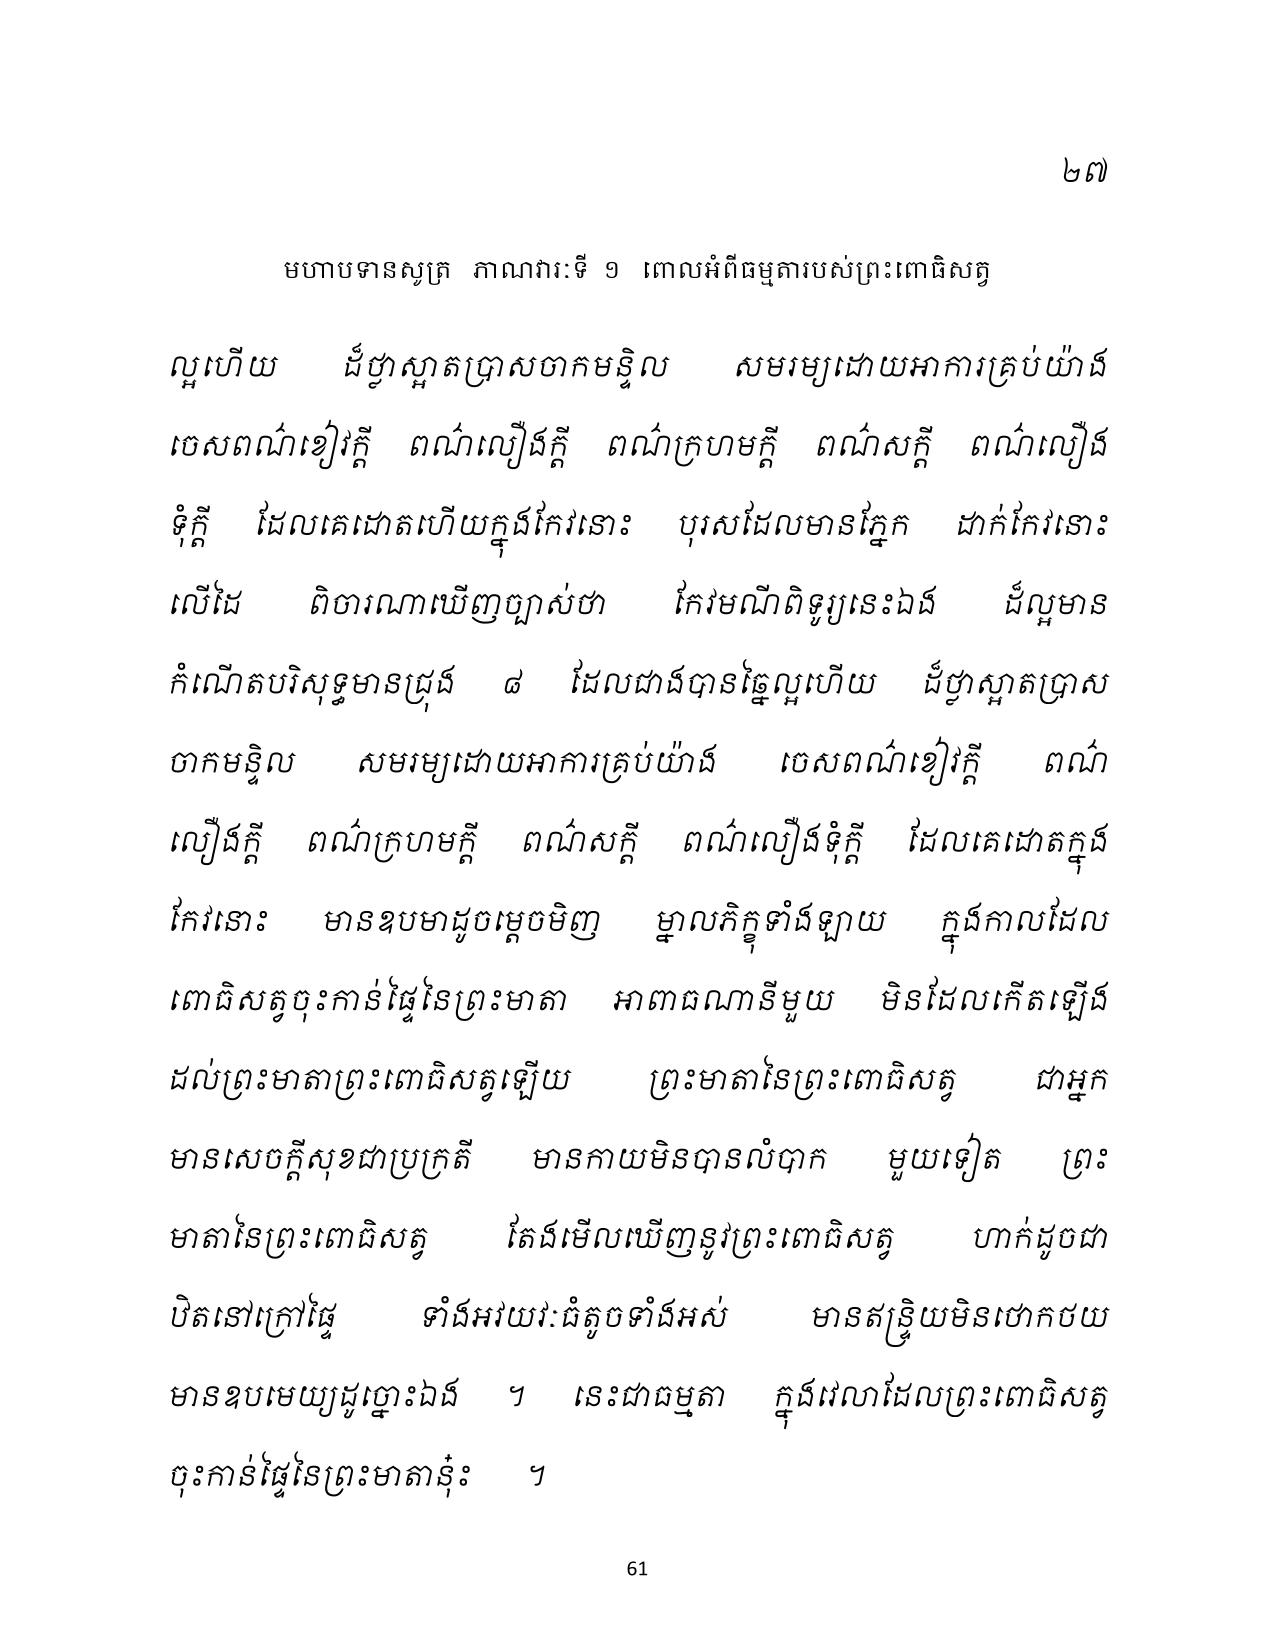 ២៧
មហាបទានសូត្រ ភាណវារៈទី ១ ពោលអំពីធម្មតារបស់ព្រះពោធិសត្វ
ល្អហើយ ដ៏ថ្លាស្អាតប្រាសចាកមន្ទិល សមរម្យដោយអាការគ្រប់យ៉ាង
ចេសពណ៌ខៀវក្តី ពណ៌លឿងក្តី ពណ៌ក្រហមក្តី ពណ៌សក្តី ពណ៌លឿង
ទុំក្តី ដែលគេដោតហើយក្នុងកែវនោះ បុរសដែលមានភ្នែក ដាក់កែវនោះ
លើដៃ ពិចារណាឃើញច្បាស់ថា កែវមណីពិទូរ្យនេះឯង ដ៏ល្អមាន
កំណើតបរិសុទ្ធមានជ្រុង ៨ ដែលជាងបានឆ្នៃល្អហើយ ដ៏ថ្លាស្អាតប្រាស
ចាកមន្ទិល សមរម្យដោយអាការគ្រប់យ៉ាង ចេសពណ៌ខៀវក្តី ពណ៌
លឿងក្តី ពណ៌ក្រហមក្តី ពណ៌សក្តី ពណ៌លឿងទុំក្តី ដែលគេដោតក្នុង
កែវនោះ មានឧបមាដូចម្តេចមិញ ម្នាលភិក្ខុទាំងឡាយ ក្នុងកាលដែល
ពោធិសត្វចុះកាន់ផ្ទៃនៃព្រះមាតា អាពាធណានីមួយ មិនដែលកើតឡើង
ដល់ព្រះមាតាព្រះពោធិសត្វឡើយ ព្រះមាតានៃព្រះពោធិសត្វ ជាអ្នក
មានសេចក្តីសុខជាប្រក្រតី មានកាយមិនបានលំបាក មួយទៀត ព្រះ
មាតានៃព្រះពោធិសត្វ តែងមើលឃើញនូវព្រះពោធិសត្វ ហាក់ដូចជា
ឋិតនៅក្រៅផ្ទៃ ទាំងអវយវៈធំតូចទាំងអស់ មានឥន្ទ្រិយមិនថោកថយ
មានឧបមេយ្យដូច្នោះឯង ។ នេះជាធម្មតា ក្នុងវេលាដែលព្រះពោធិសត្វ
ចុះកាន់ផ្ទៃនៃព្រះមាតានុ៎ះ ។
61